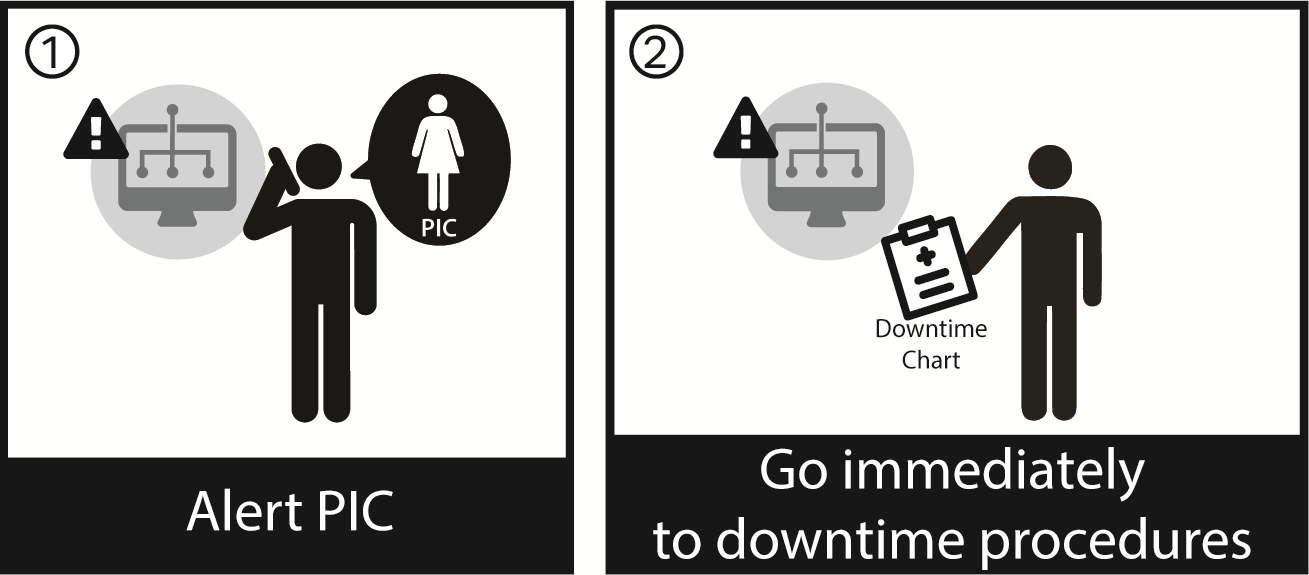 ①
PIC
Alert PIC
②
Downtime
Chart
Go immediately
to downtime procedures